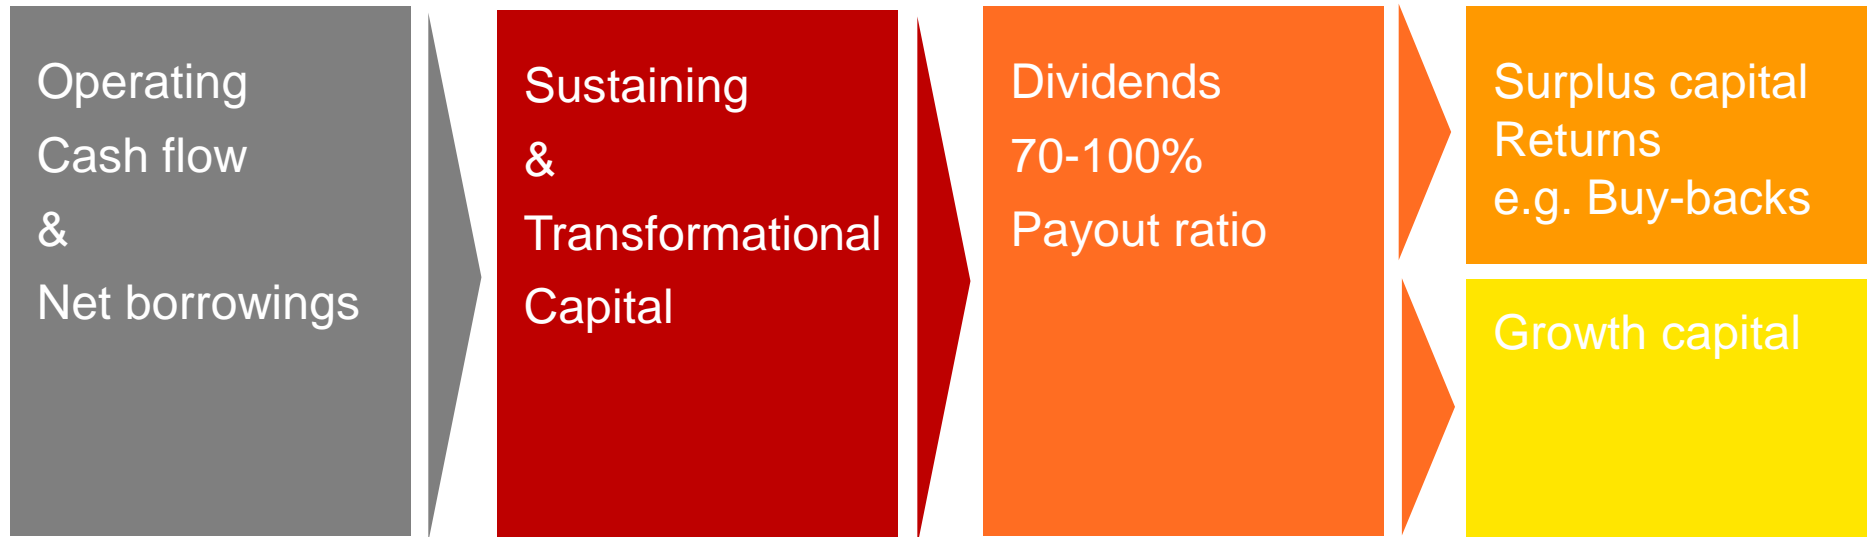 Operating
Cash flow
&
Net borrowings
Sustaining
&
Transformational
Capital
Dividends
70-100%
Payout ratio
Surplus capital
Returns
e.g. Buy-backs
Growth capital